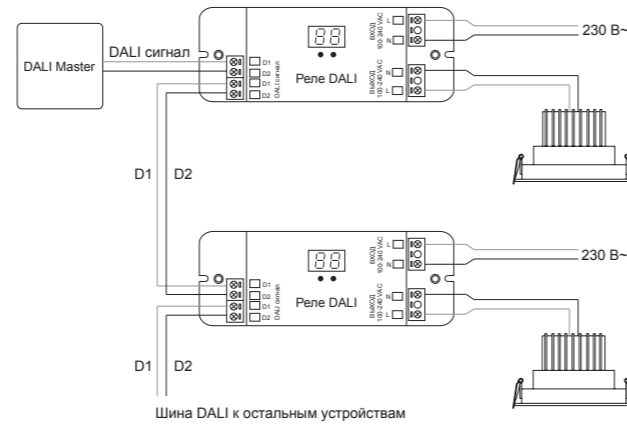 DALI Master
DALI сигнал
D1
D2
D1
D2
DALI сигнал
88
Реле DALI
L
N
ВХОД
100-240 VAC
N
L
ВЫХОД
100-240 VAC
230 В~
D1
D2
D1
D2
D1
D2
DALI сигнал
88
Реле DALI
L
N
ВХОД
100-240 VAC
N
L
ВЫХОД
100-240 VAC
230 В~
D1
D2
Шина DALI к остальным устройствам